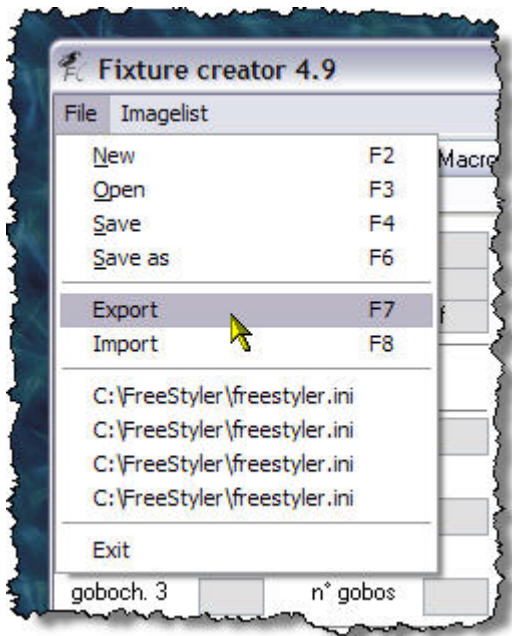 Fixture creator 4.9
File Imagelist
New F2
Macro
Open F3
Save F4
Save as F6
Export F7
f
Import F8
C:\FreeStyler\freestyler.ini
C:\FreeStyler\freestyler.ini
C:\FreeStyler\freestyler.ini
C:\FreeStyler\freestyler.ini
Exit
goboch. 3 n° gobos